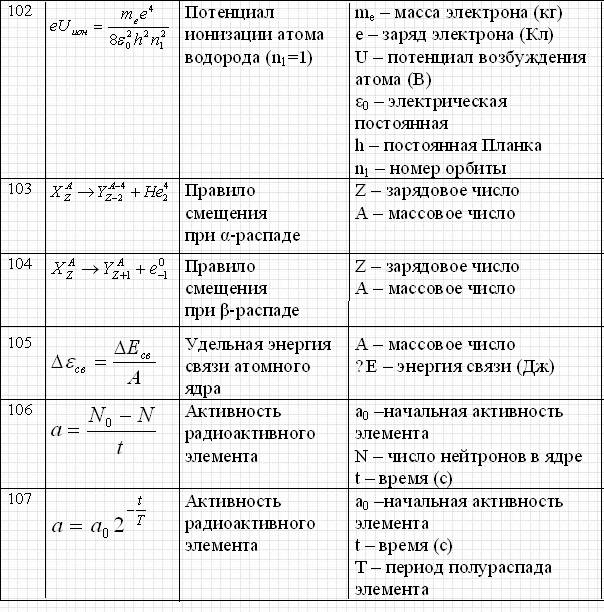 102
eU_ион = m_e e^4 / 8ε_0^2 h^2 n_1^2
Потенциал
ионизации атома
водорода (n₁=1)
mₑ – масса электрона (кг)
e – заряд электрона (Кл)
U – потенциал возбуждения
атома (В)
ε₀ – электрическая
постоянная
h – постоянная Планка
n₁ – номер орбиты
103
X_Z^A → Y_{Z-2}^{A-4} + He_2^4
Правило
смещения
при α-распаде
Z – зарядовое число
A – массовое число
104
X_Z^A → Y_{Z+1}^A + e_{-1}^0
Правило
смещения
при β-распаде
Z – зарядовое число
A – массовое число
105
Δε_св = ΔE_св / A
Удельная энергия
связи атомного
ядра
A – массовое число
?E – энергия связи (Дж)
106
a = N_0 – N / t
Активность
радиоактивного
элемента
a₀ –начальная активность
элемента
N – число нейтронов в ядре
t – время (с)
107
a = a_0 2^{-t/T}
Активность
радиоактивного
элемента
a₀ –начальная активность
элемента
t – время (с)
T – период полураспада
элемента